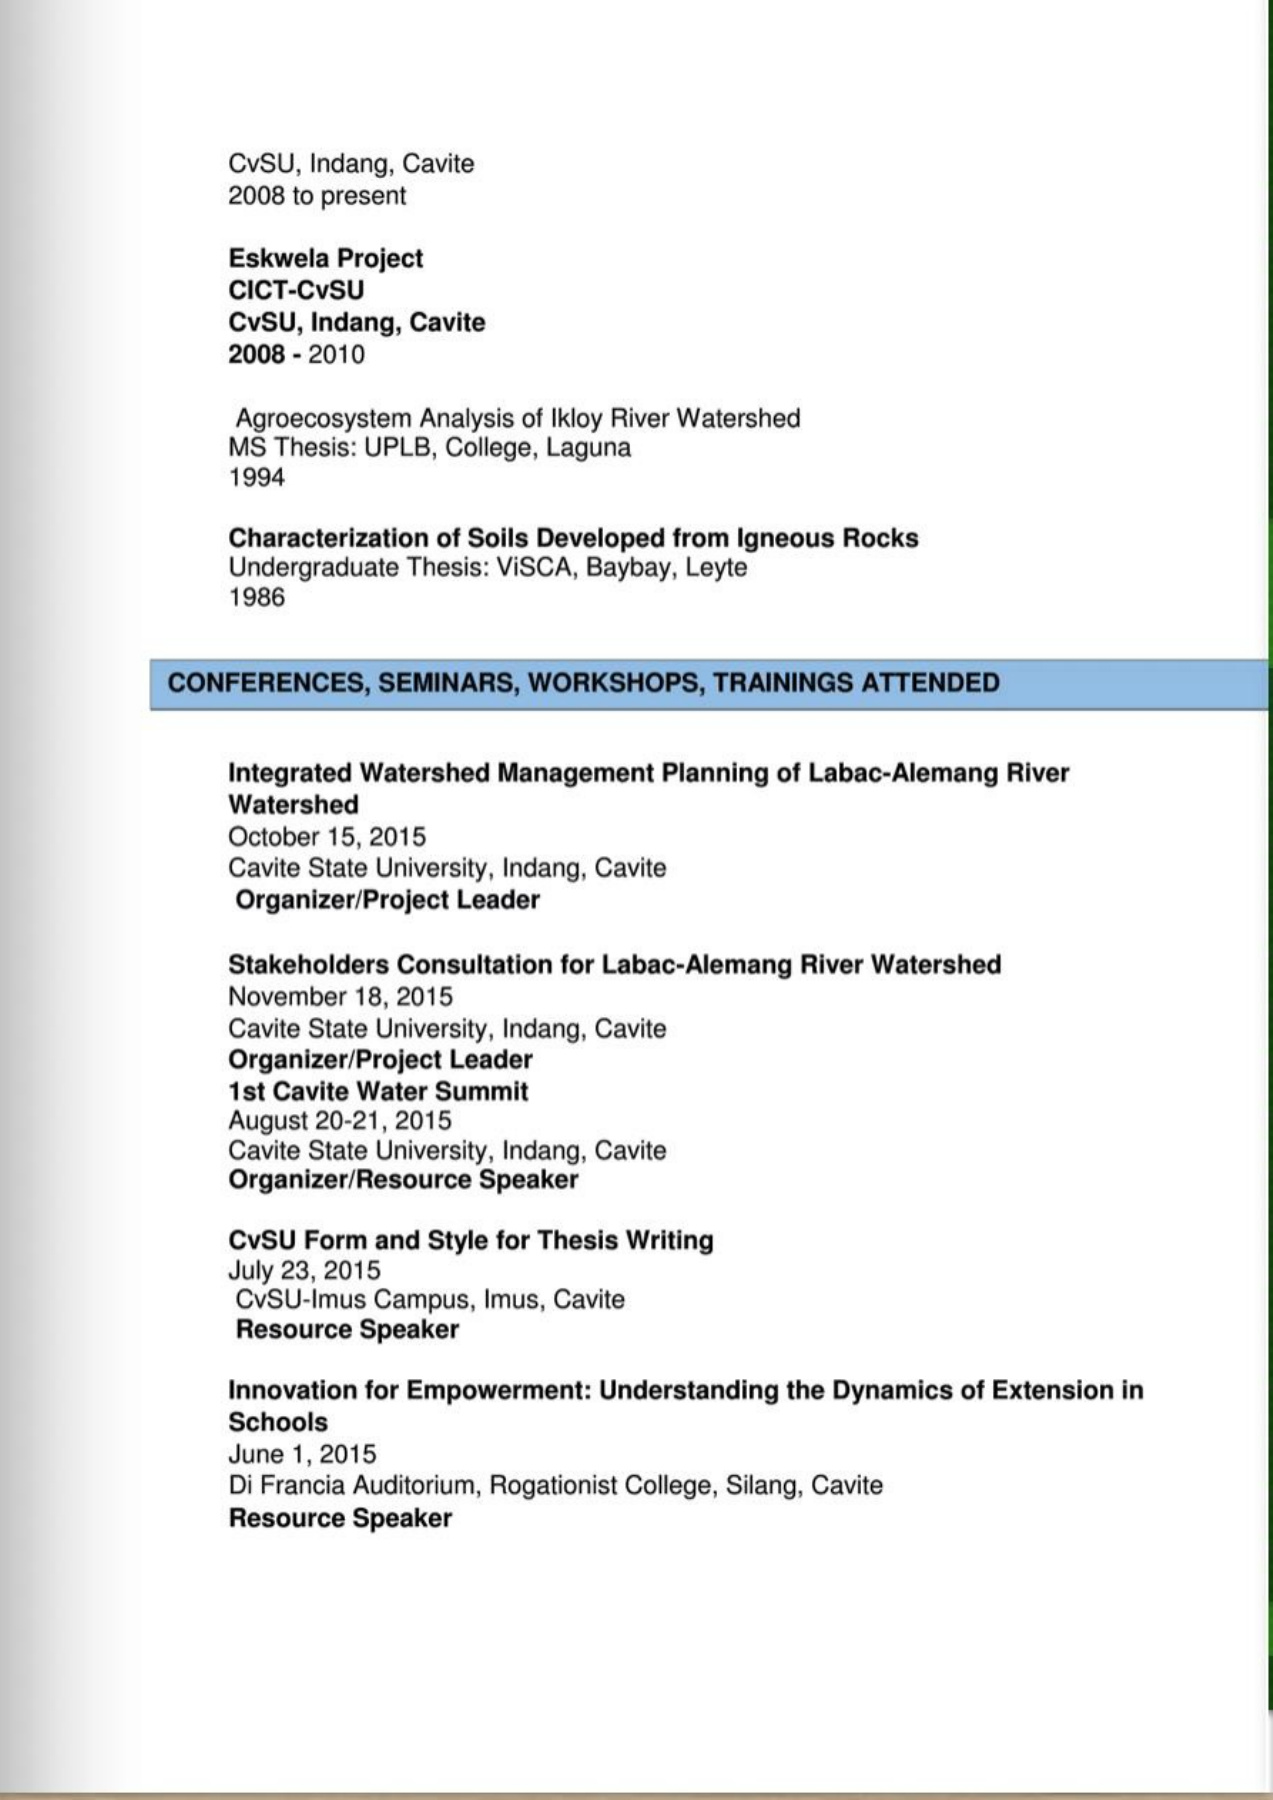 CvSU, Indang, Cavite
2008 to present
Eskwela Project
CICT-CvSU
CvSU, Indang, Cavite
2008 - 2010
Agroecosystem Analysis of Ikloy River Watershed
MS Thesis: UPLB, College, Laguna
1994
Characterization of Soils Developed from Igneous Rocks
Undergraduate Thesis: ViSCA, Baybay, Leyte
1986
CONFERENCES, SEMINARS, WORKSHOPS, TRAININGS ATTENDED
Integrated Watershed Management Planning of Labac-Alemang River
Watershed
October 15, 2015
Cavite State University, Indang, Cavite
Organizer/Project Leader
Stakeholders Consultation for Labac-Alemang River Watershed
November 18, 2015
Cavite State University, Indang, Cavite
Organizer/Project Leader
1st Cavite Water Summit
August 20-21, 2015
Cavite State University, Indang, Cavite
Organizer/Resource Speaker
CvSU Form and Style for Thesis Writing
July 23, 2015
CvSU-Imus Campus, Imus, Cavite
Resource Speaker
Innovation for Empowerment: Understanding the Dynamics of Extension in
Schools
June 1, 2015
Di Francia Auditorium, Rogationist College, Silang, Cavite
Resource Speaker